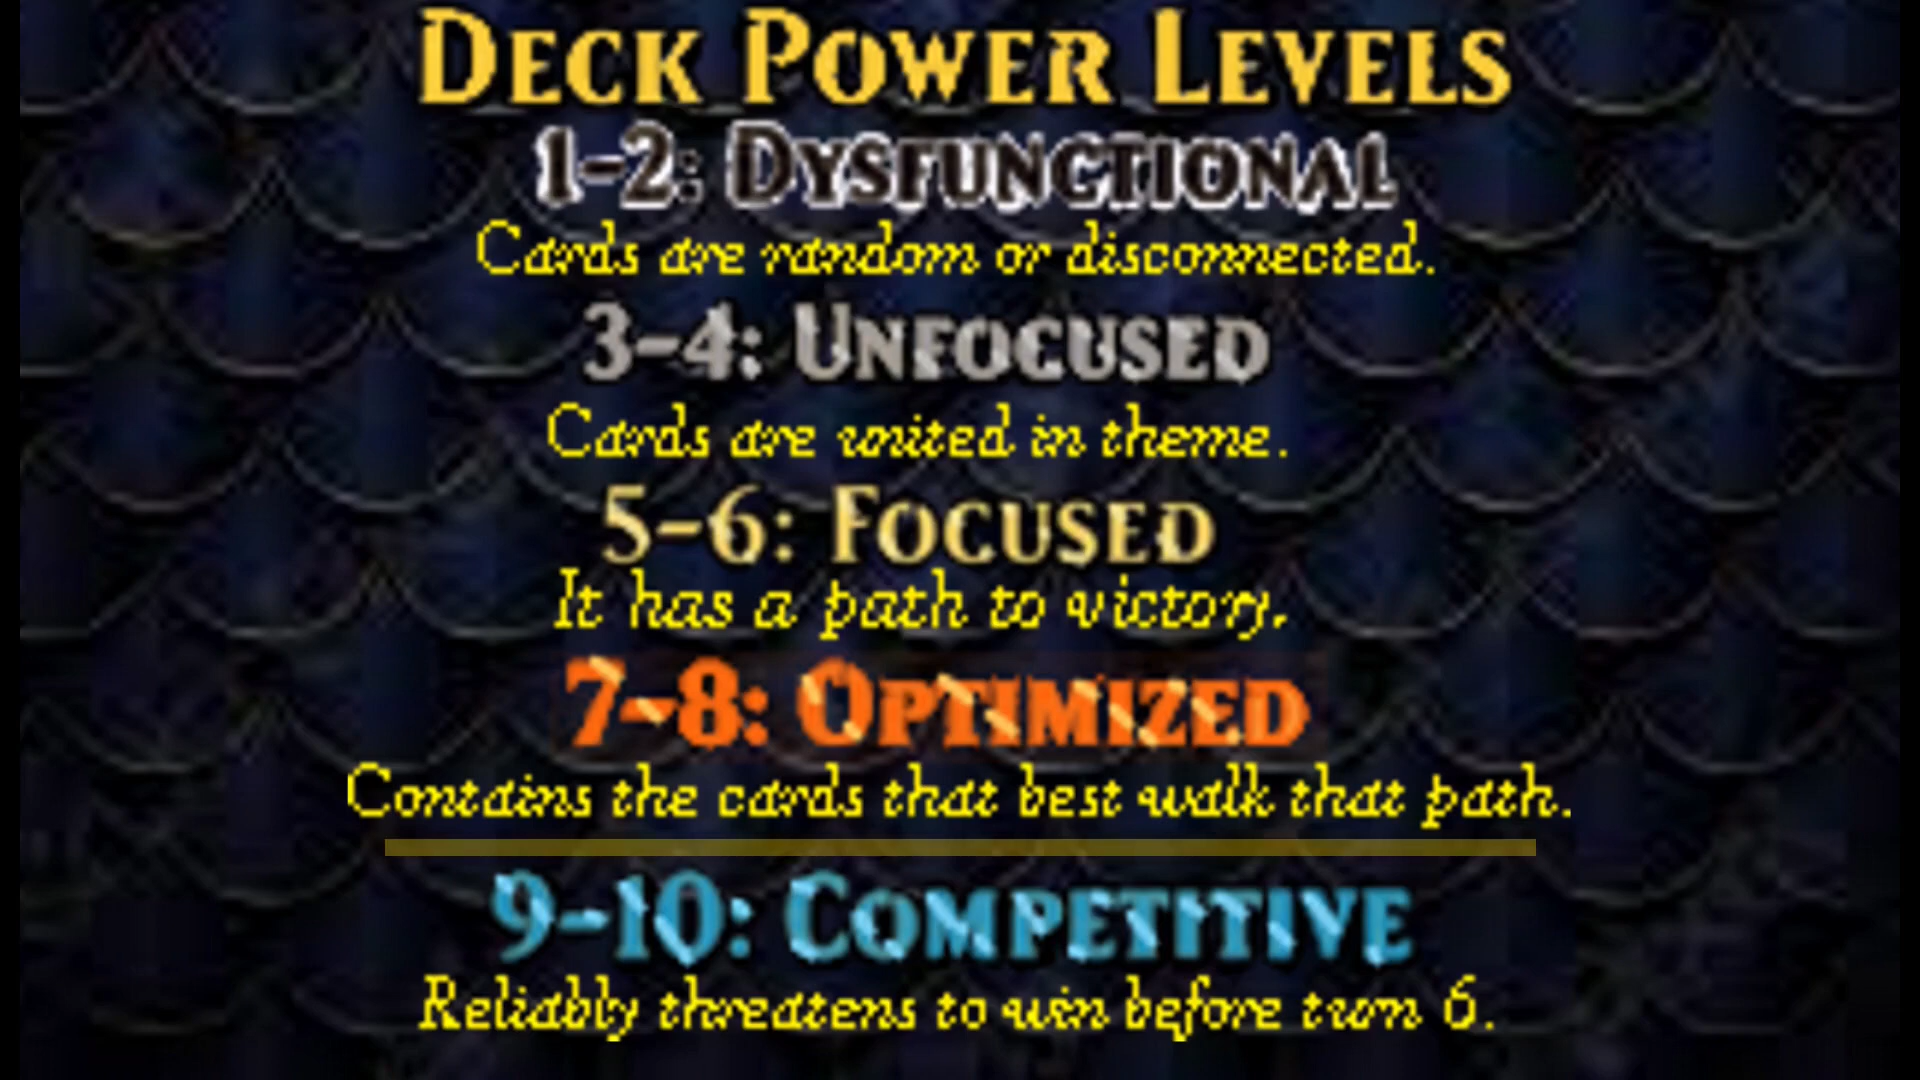 DECK POWER LEVELS
1-2: DYSFUNCTIONAL
Cards are random or disconnected.
3-4: UNFOCUSED
Cards are united in theme.
5-6: FOCUSED
It has a path to victory.
7-8: OPTIMIZED
Contains the cards that best walk that path.
9-10: COMPETITIVE
Reliably threatens to win before turn 6.